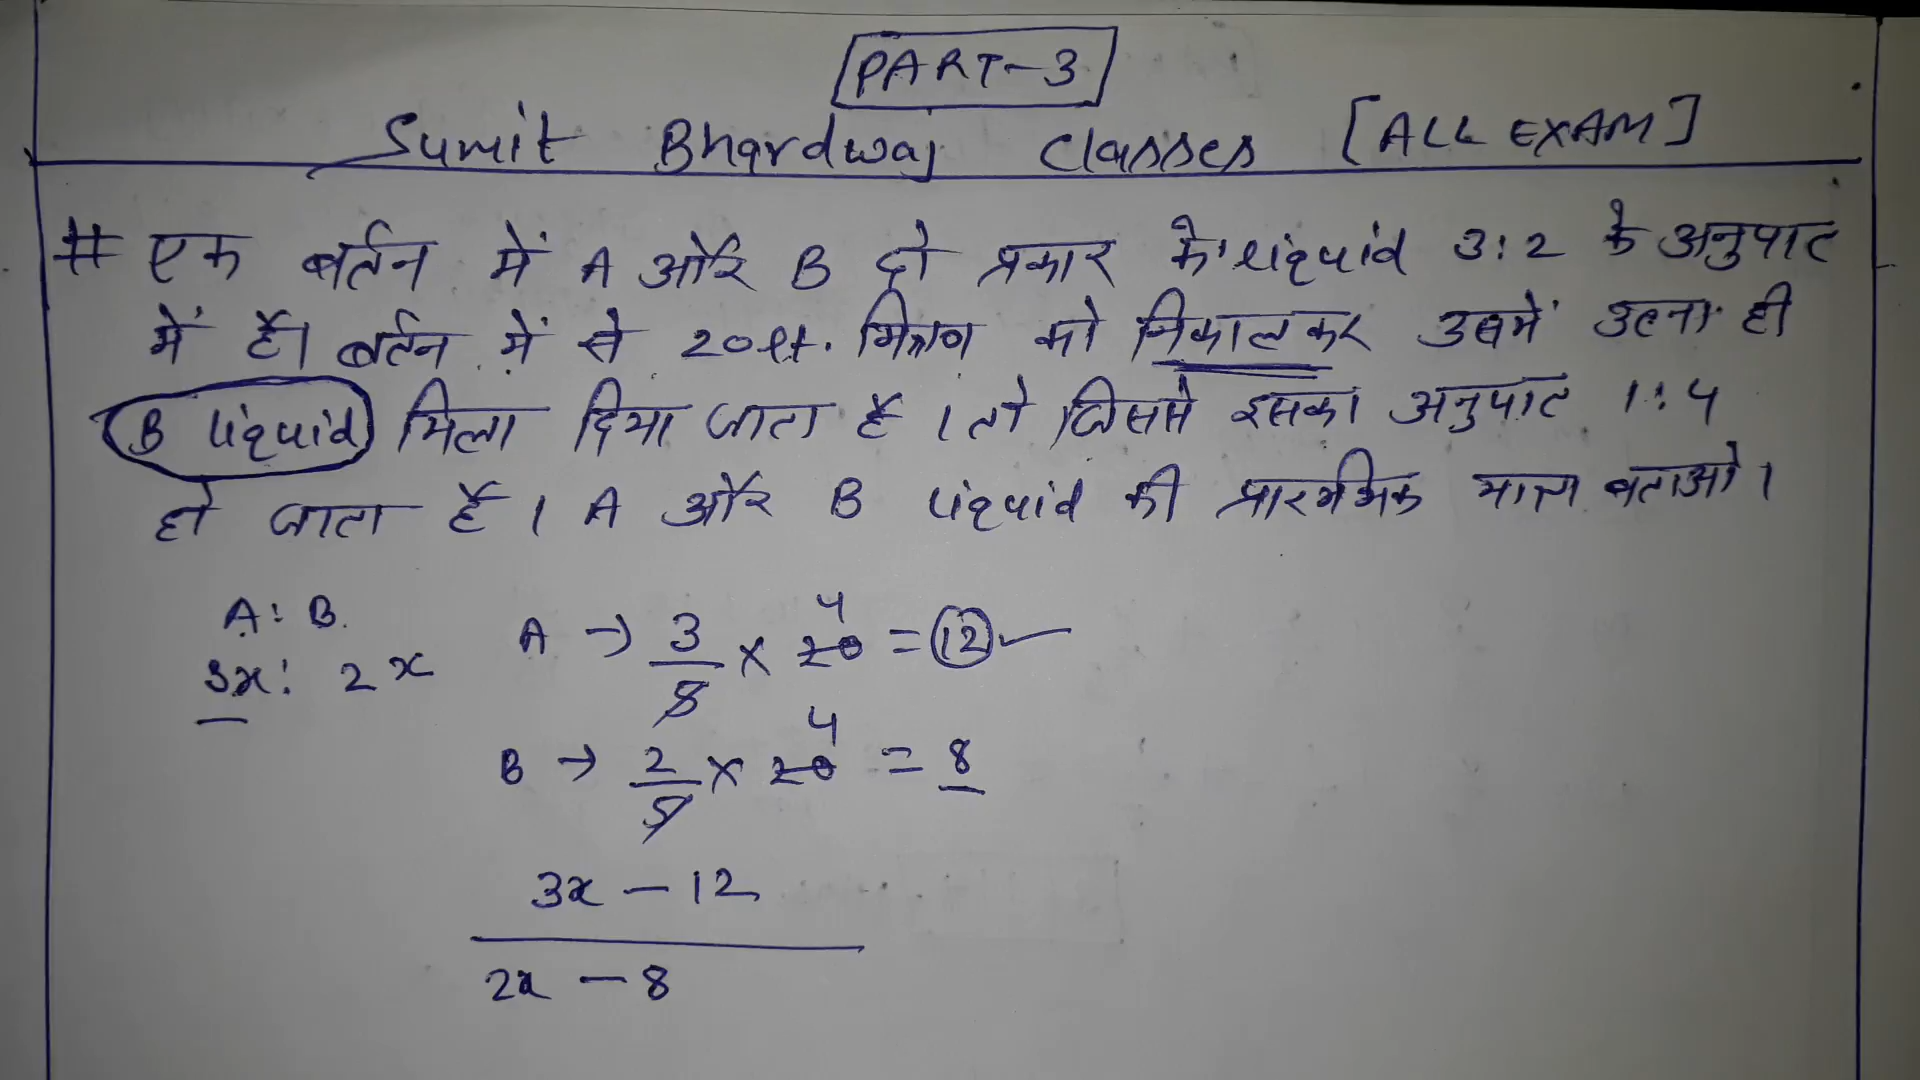 PART-3
Sumit Bhardwaj Classes [ALL EXAM]
# एक बर्तन में A और B दो प्रकार के liquid 3:2 के अनुपात
में हैं। बर्तन में से 20 lt. मिश्रण को निकालकर उसमें उतना ही
B liquid मिला दिया जाता है। तो जिससे इसका अनुपात 1:4
हो जाता है। A और B liquid की प्रारम्भिक मात्रा बताओ।
A : B
3x : 2x
A → 3/5 × 20 4 = 12
B → 2/5 × 20 4 = 8
3x - 12
2x - 8